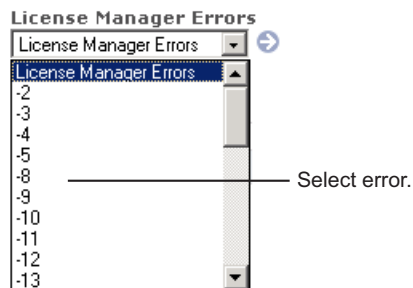 License Manager Errors
License Manager Errors
License Manager Errors
-2
-3
-4
-5
-8
Select error.
-9
-10
-11
-12
-13